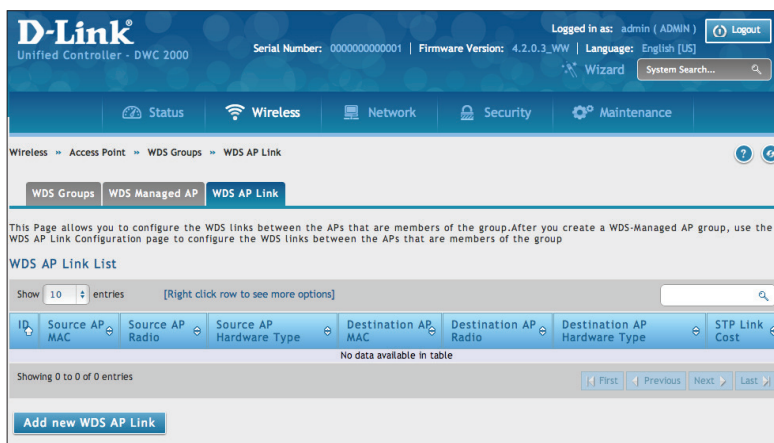 D-Link
Unified Controller - DWC 2000
Logged in as: admin ( ADMIN )
Logout
Serial Number: 0000000000001 | Firmware Version: 4.2.0.3_WW | Language: English [US]
Wizard
System Search...
Status
Wireless
Network
Security
Maintenance
Wireless » Access Point » WDS Groups » WDS AP Link
?
WDS Groups
WDS Managed AP
WDS AP Link
This Page allows you to configure the WDS links between the APs that are members of the group.After you create a WDS-Managed AP group, use the
WDS AP Link Configuration page to configure the WDS links between the APs that are members of the group
WDS AP Link List
Show 10 entries
[Right click row to see more options]
ID
Source AP MAC
Source AP Radio
Source AP Hardware Type
Destination AP MAC
Destination AP Radio
Destination AP Hardware Type
STP Link Cost
No data available in table
Showing 0 to 0 of 0 entries
First
Previous
Next
Last
Add new WDS AP Link